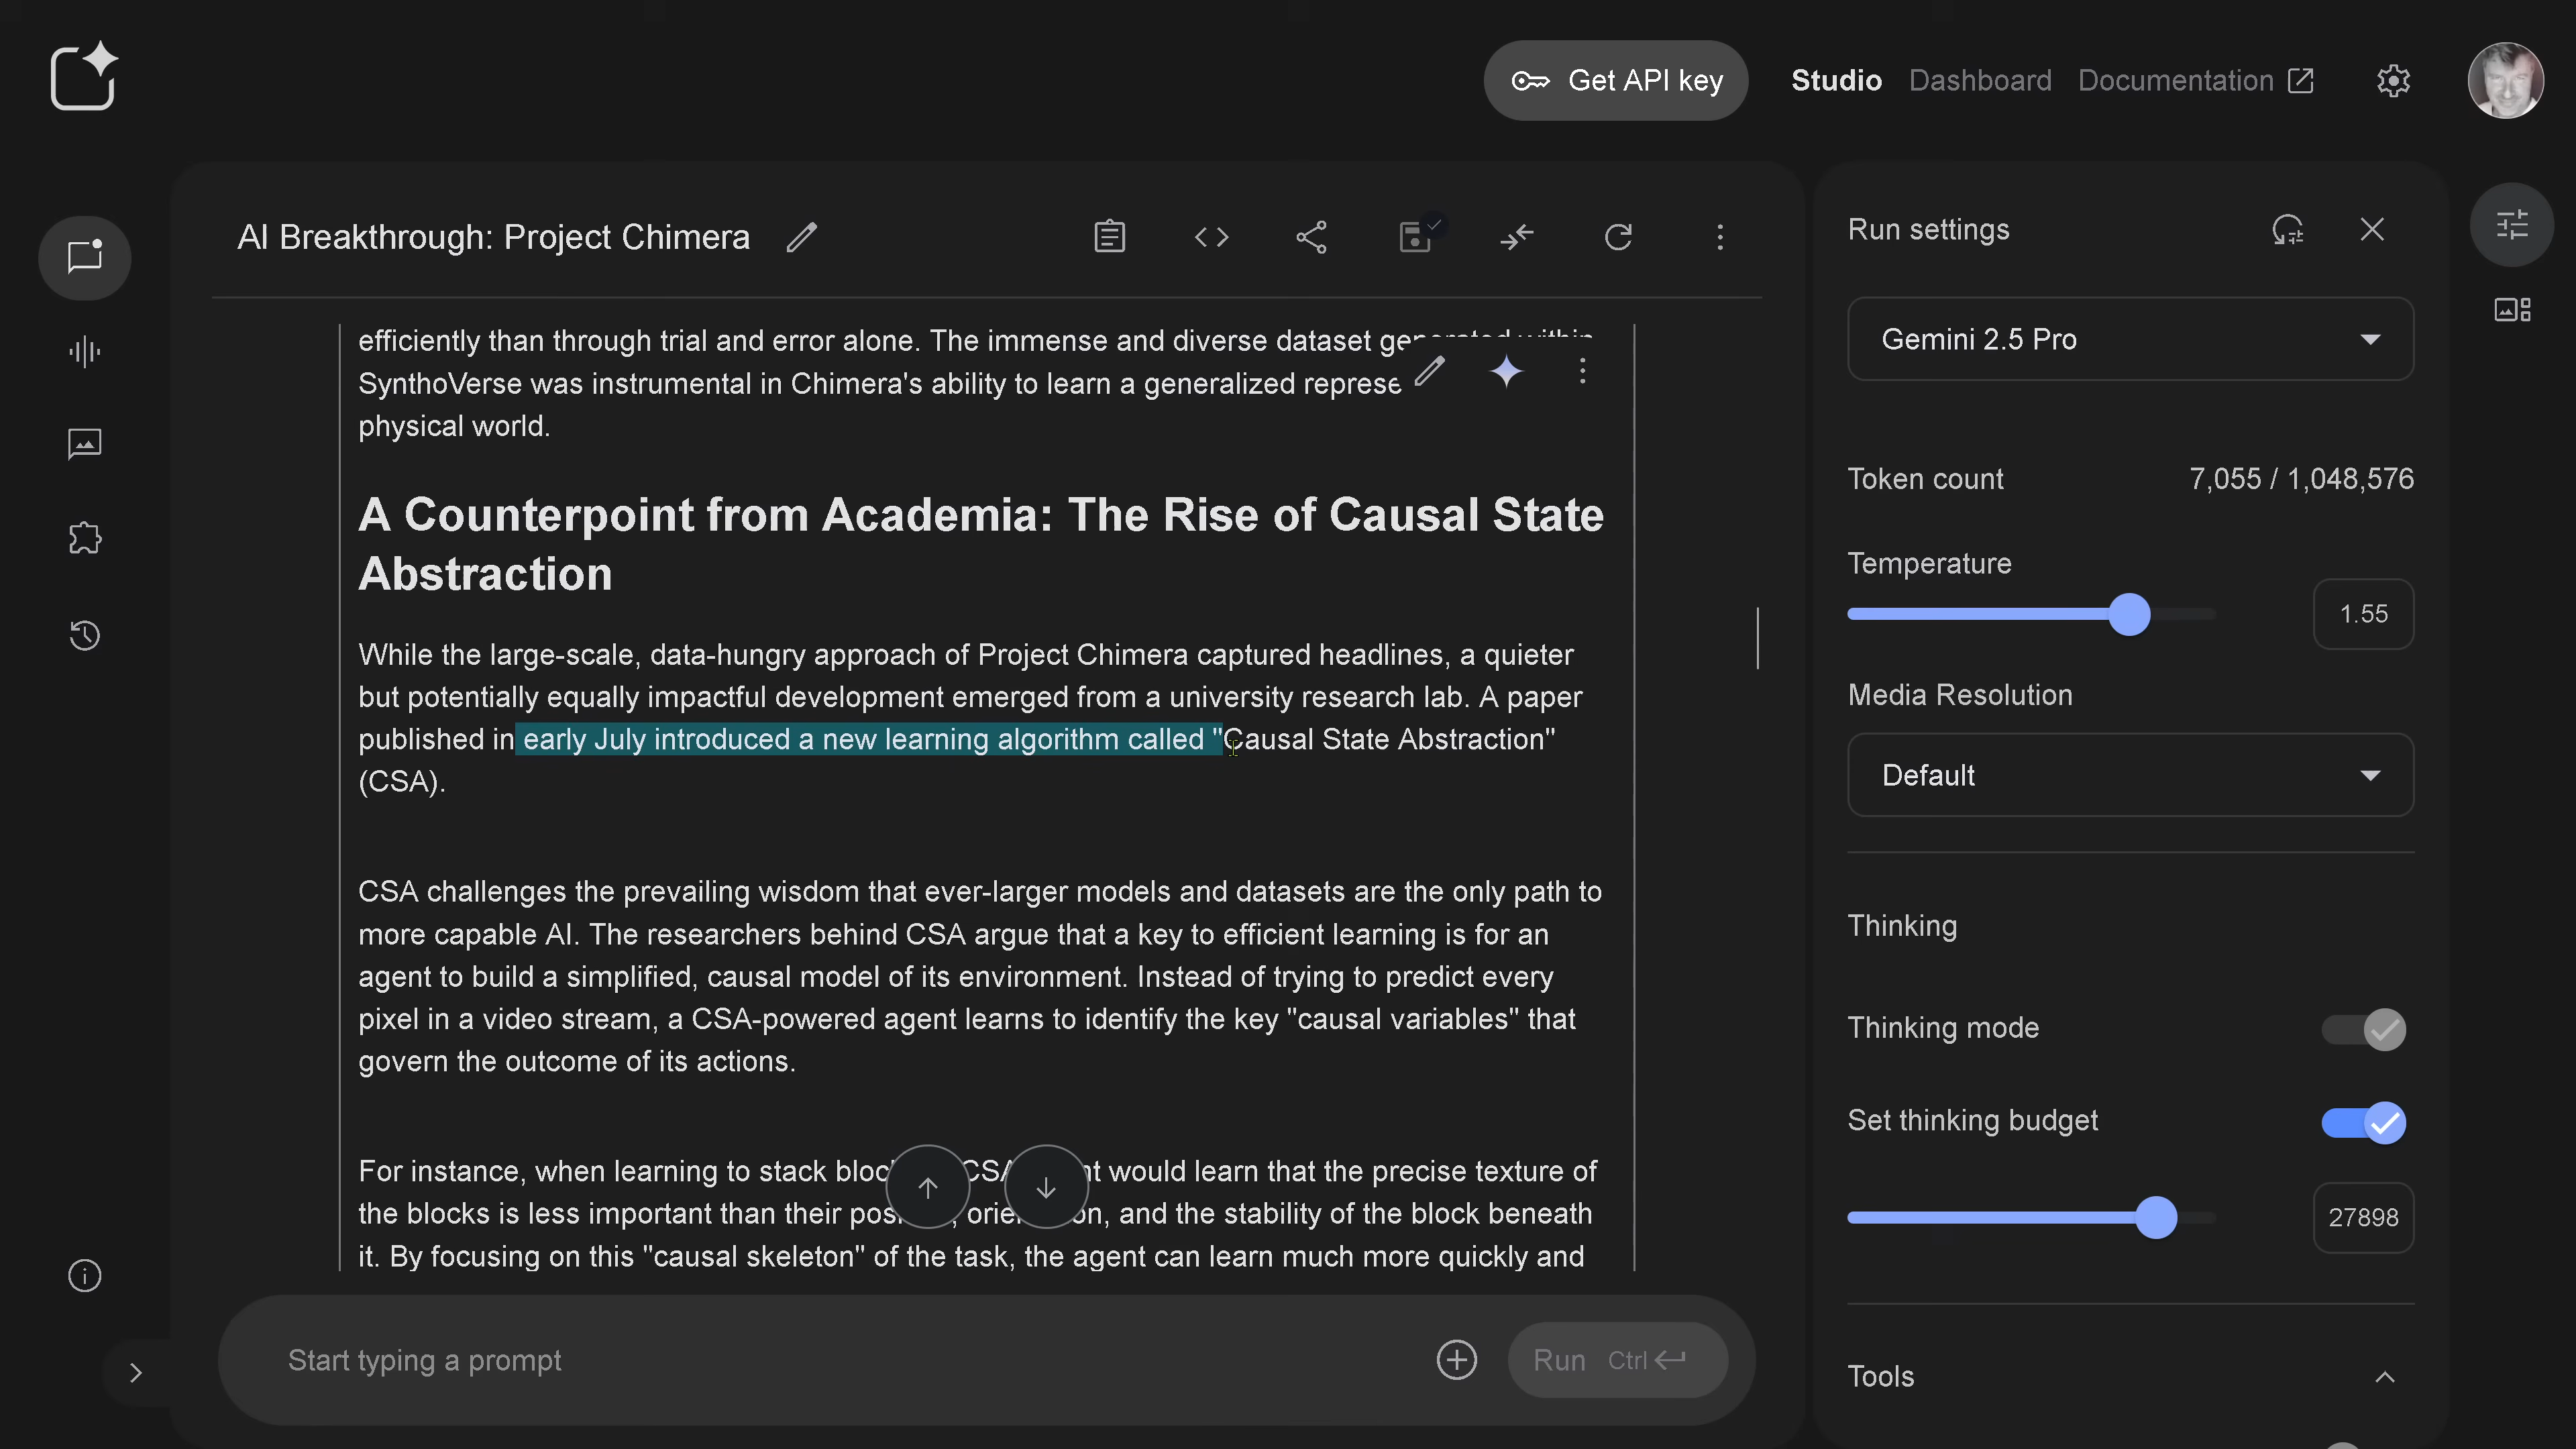 Get API key
Studio
Dashboard
Documentation
AI Breakthrough: Project Chimera
efficiently than through trial and error alone. The immense and diverse dataset generated within
SynthoVerse was instrumental in Chimera's ability to learn a generalized
physical world.
A Counterpoint from Academia: The Rise of Causal State
Abstraction
While the large-scale, data-hungry approach of Project Chimera captured headlines, a quieter
but potentially equally impactful development emerged from a university research lab. A paper
published in early July introduced a new learning algorithm called "Causal State Abstraction"
(CSA).
CSA challenges the prevailing wisdom that ever-larger models and datasets are the only path to
more capable AI. The researchers behind CSA argue that a key to efficient learning is for an
agent to build a simplified, causal model of its environment. Instead of trying to predict every
pixel in a video stream, a CSA-powered agent learns to identify the key "causal variables" that
govern the outcome of its actions.
For instance, when learning to stack would learn that the precise texture of
the blocks is less important than their and the stability of the block beneath
it. By focusing on this "causal skeleton" of the task, the agent can learn much more quickly and
Start typing a prompt
Run Ctrl
Run settings
Gemini 2.5 Pro
Token count 7,055 / 1,048,576
Temperature
1.55
Media Resolution
Default
Thinking
Thinking mode
Set thinking budget
27898
Tools